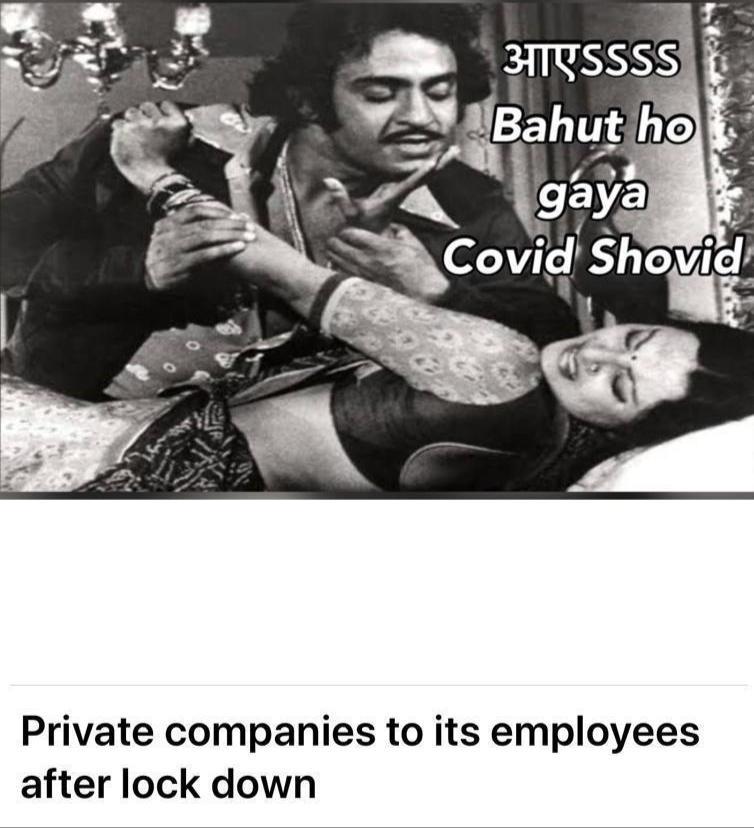 आएssss
Bahut ho
gaya
Covid Shovid
Private companies to its employees
after lock down